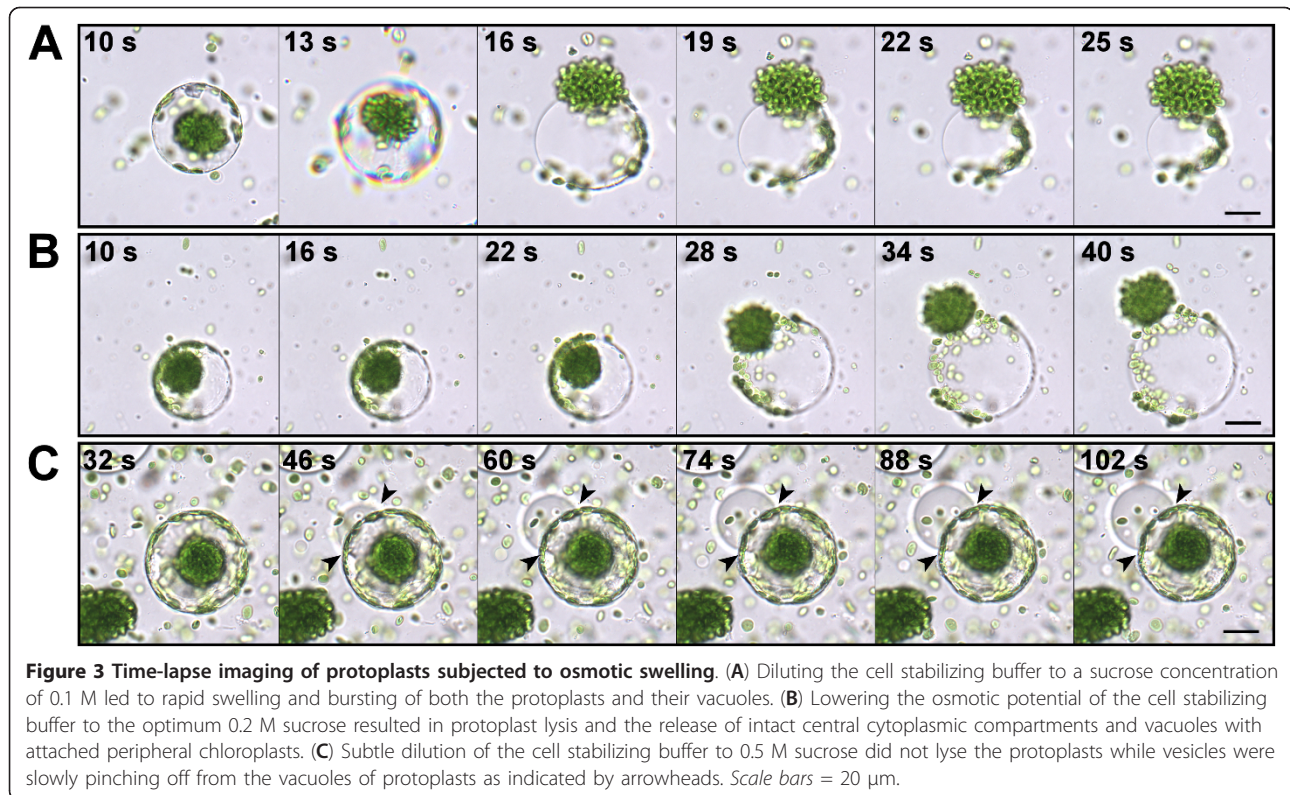 A
10 s 13 s 16 s 19 s 22 s 25 s
B
10 s 16 s 22 s 28 s 34 s 40 s
C
32 s 46 s 60 s 74 s 88 s 102 s
Figure 3 Time-lapse imaging of protoplasts subjected to osmotic swelling. (A) Diluting the cell stabilizing buffer to a sucrose concentration
of 0.1 M led to rapid swelling and bursting of both the protoplasts and their vacuoles. (B) Lowering the osmotic potential of the cell stabilizing
buffer to the optimum 0.2 M sucrose resulted in protoplast lysis and the release of intact central cytoplasmic compartments and vacuoles with
attached peripheral chloroplasts. (C) Subtle dilution of the cell stabilizing buffer to 0.5 M sucrose did not lyse the protoplasts while vesicles were
slowly pinching off from the vacuoles of protoplasts as indicated by arrowheads. Scale bars = 20 μm.